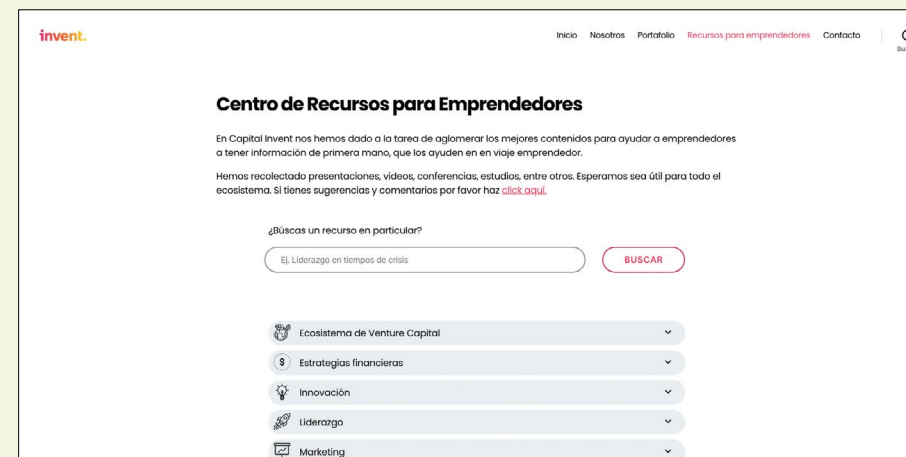 invent.
Inicio Nosotros Portafolio Recursos para emprendedores Contacto
Centro de Recursos para Emprendedores
En Capital Invent nos hemos dado a la tarea de aglomerar los mejores contenidos para ayudar a emprendedores
a tener información de primera mano, que los ayuden en en viaje emprendedor.
Hemos recolectado presentaciones, videos, conferencias, estudios, entre otros. Esperamos sea útil para todo el
ecosistema. Si tienes sugerencias y comentarios por favor haz click aquí.
¿Búscas un recurso en particular?
Ej. Liderazgo en tiempos de crisis BUSCAR
Ecosistema de Venture Capital
$ Estrategias financieras
Innovación
Liderazgo
Marketing